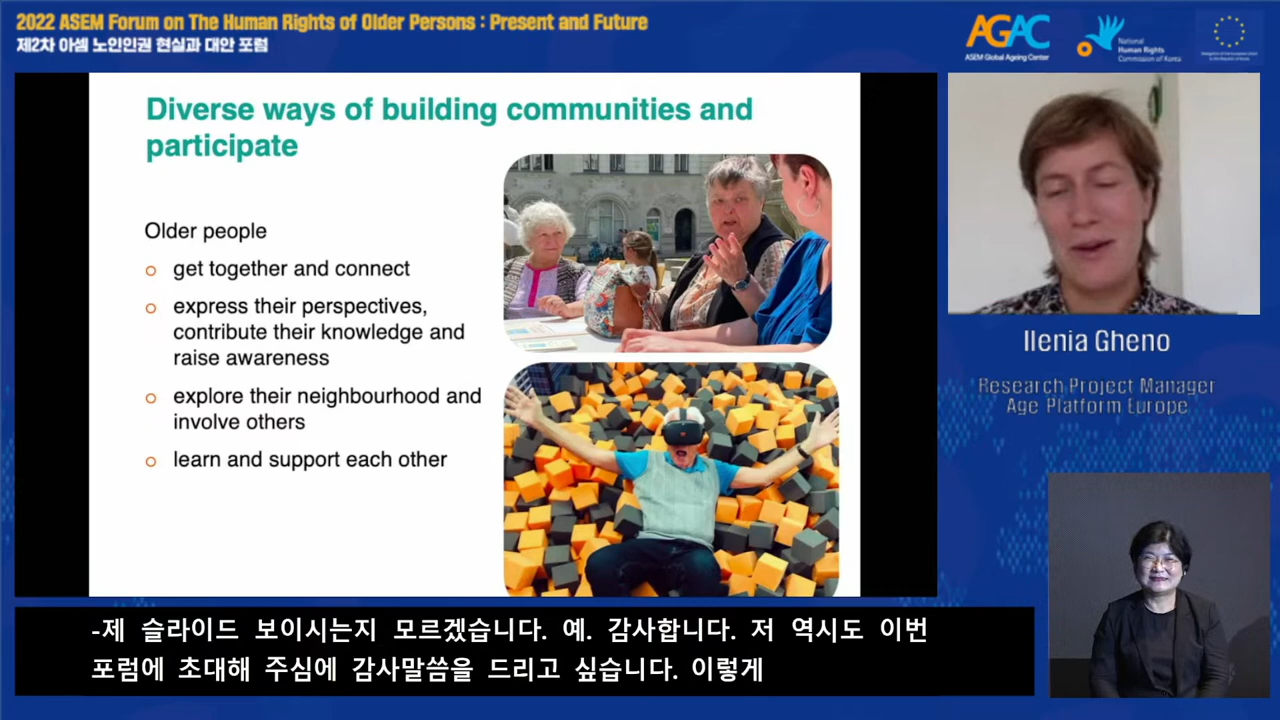 2022 ASEM Forum on The Human Rights of Older Persons : Present and Future
제2차 아셈 노인인권 현실과 대안 포럼
AGAC
ASEM Global Ageing Center
National
Human Rights
Commission of Korea
Diverse ways of building communities and
participate
Older people
get together and connect
express their perspectives,
contribute their knowledge and
raise awareness
explore their neighbourhood and
involve others
learn and support each other
Ilenia Gheno
Research Project Manager
Age Platform Europe
-제 슬라이드 보이시는지 모르겠습니다. 예. 감사합니다. 저 역시도 이번
포럼에 초대해 주심에 감사말씀을 드리고 싶습니다. 이렇게